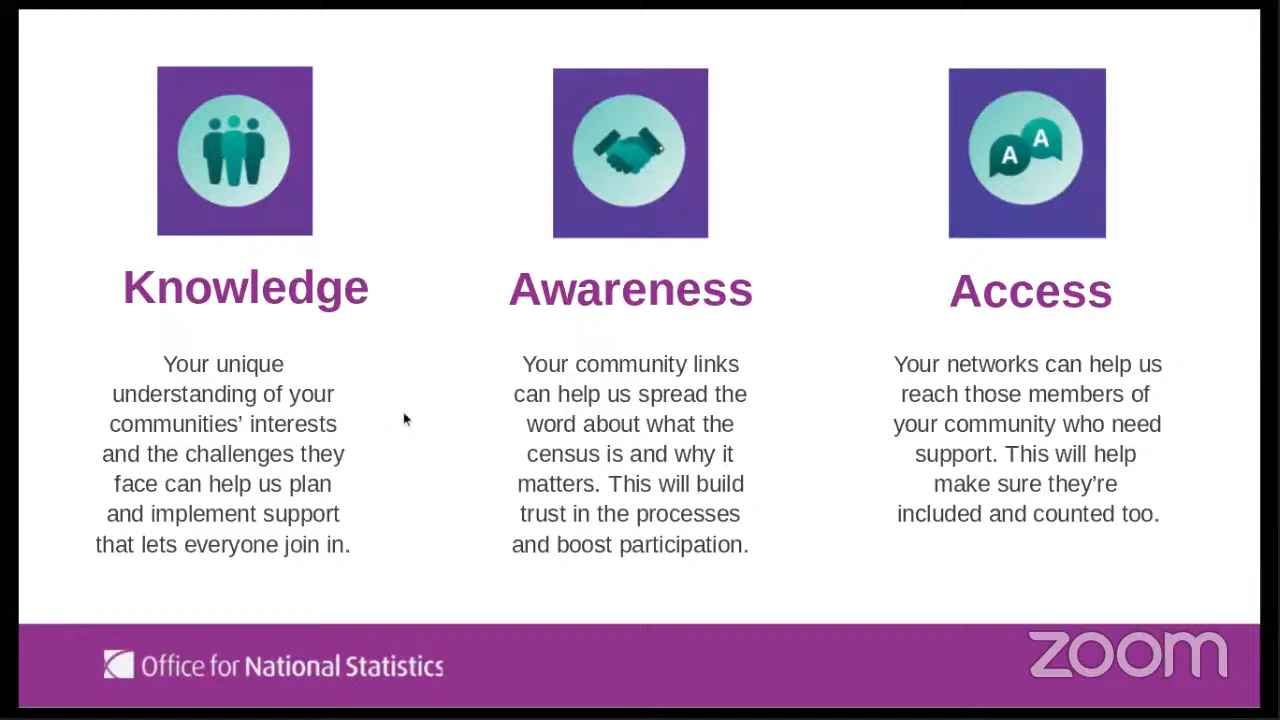 A
A
Knowledge
Your unique
understanding of your
communities’ interests
and the challenges they
face can help us plan
and implement support
that lets everyone join in.
Awareness
Your community links
can help us spread the
word about what the
census is and why it
matters. This will build
trust in the processes
and boost participation.
Access
Your networks can help us
reach those members of
your community who need
support. This will help
make sure they’re
included and counted too.
Office for National Statistics
zoom